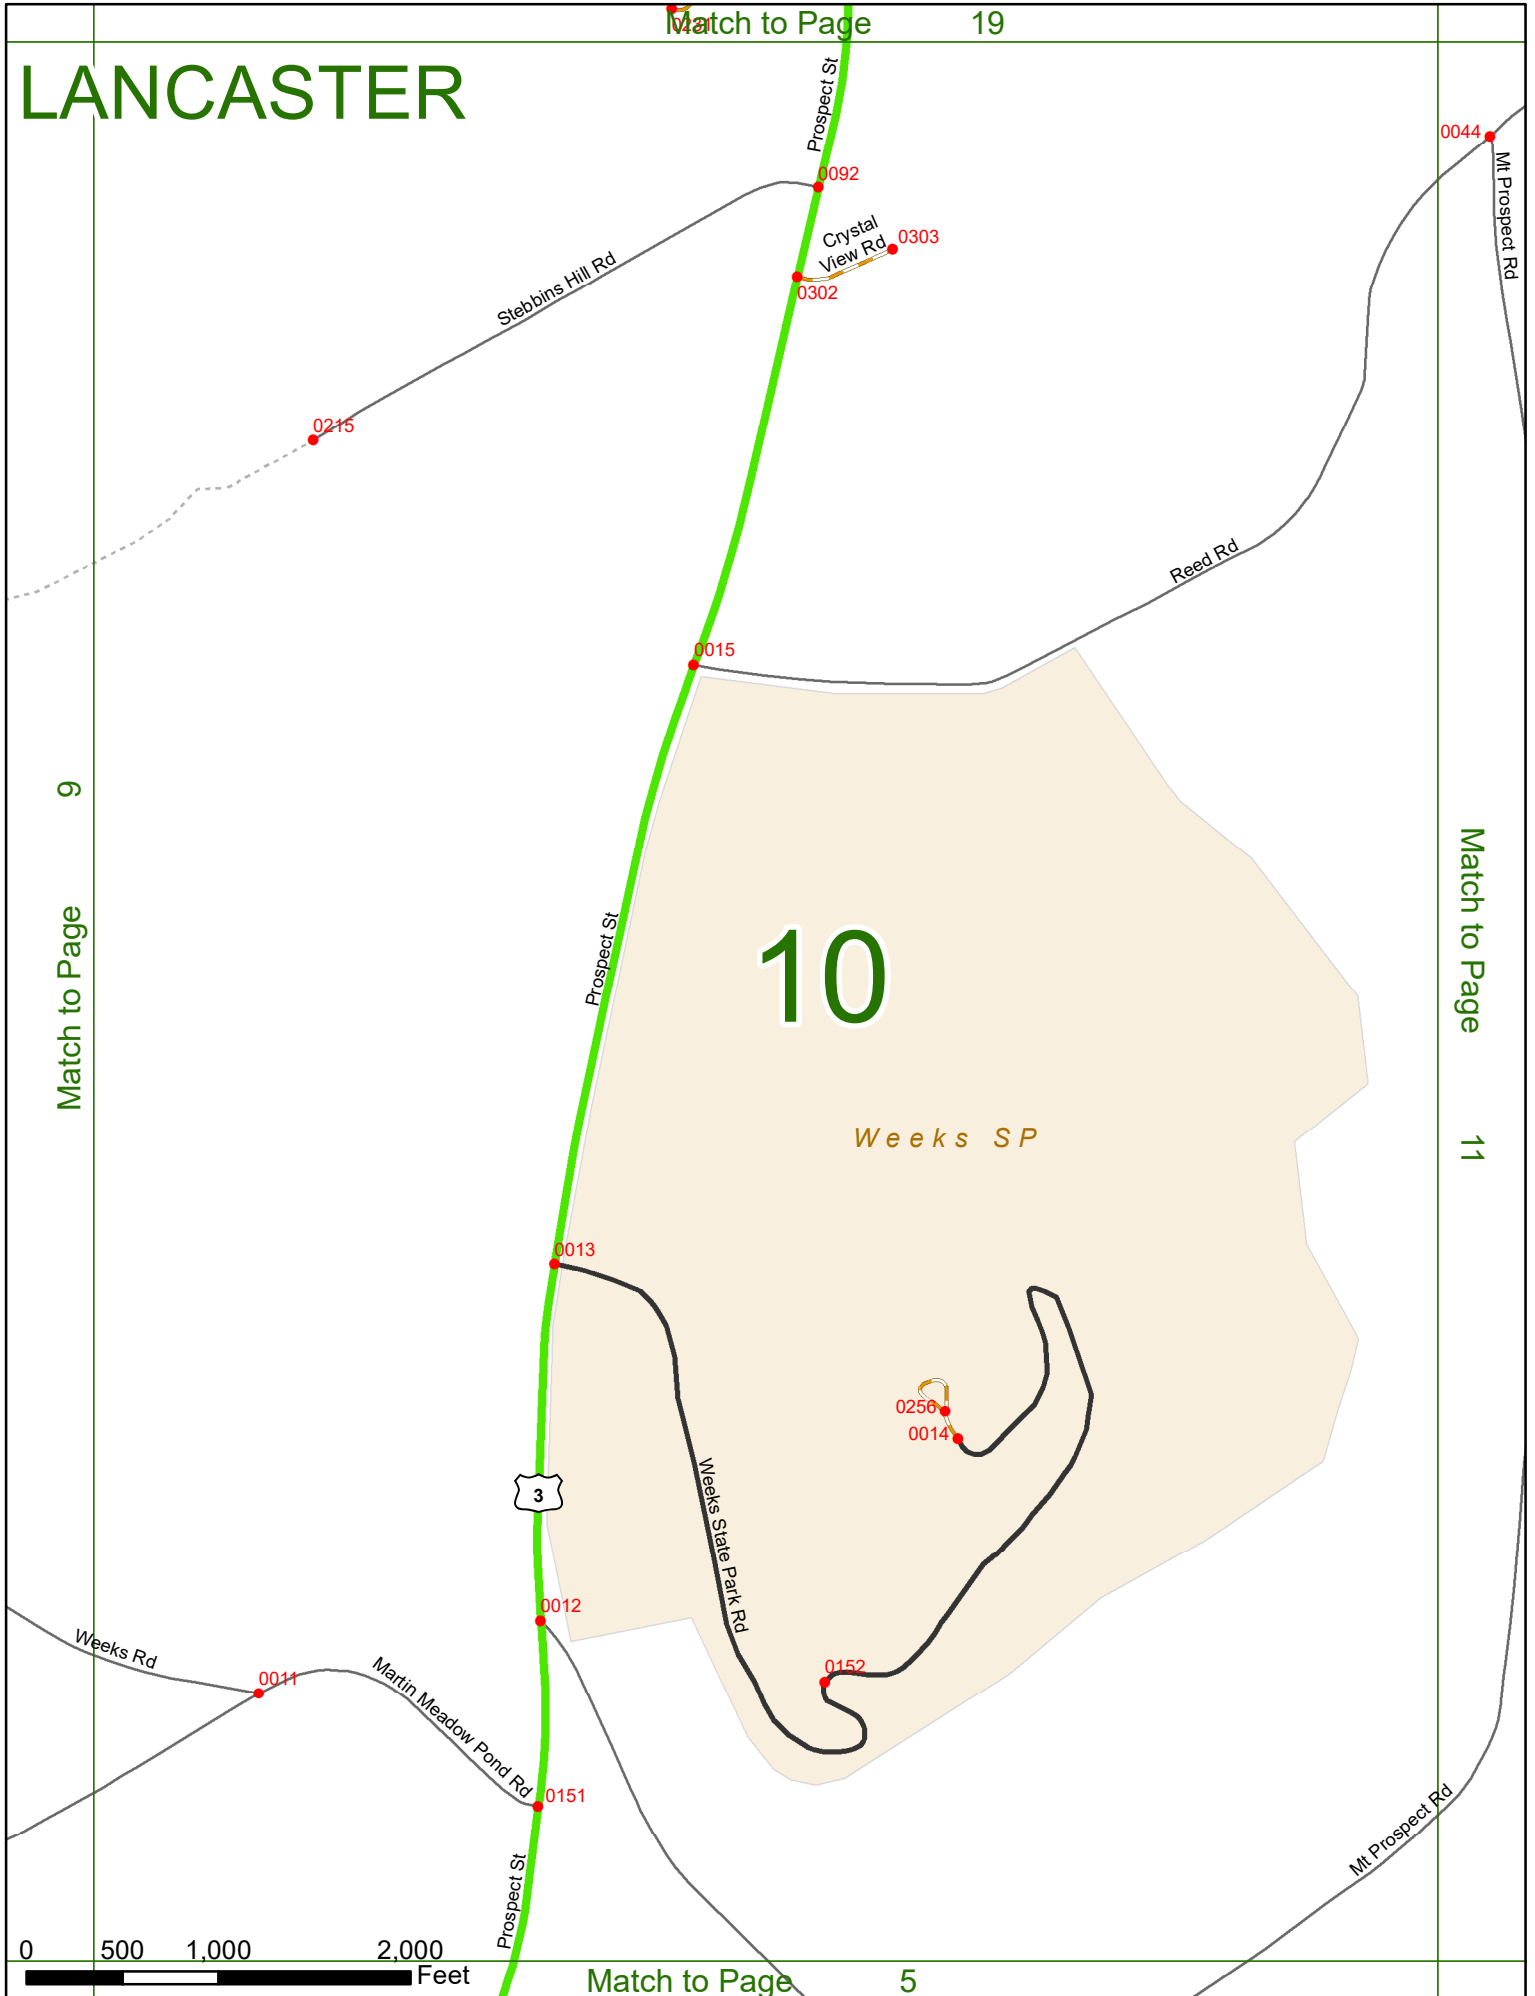 Match to Page 19
LANCASTER
Prospect St
0044
Mt Prospect Rd
0092
Crystal
View Rd
0303
0302
Stebbins Hill Rd
0215
Reed Rd
0015
Match to Page 9
Match to Page 11
Prospect St
10
Weeks SP
0013
0256
0014
3
Weeks State Park Rd
0012
Weeks Rd
0011
Martin Meadow Pond Rd
0152
0151
Mt Prospect Rd
Prospect St
0 500 1,000 2,000
Feet
Match to Page 5